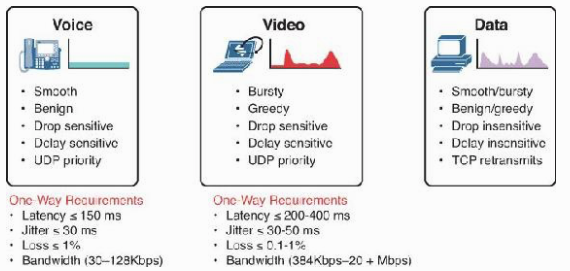 Voice
• Smooth
• Benign
• Drop sensitive
• Delay sensitive
• UDP priority
One-Way Requirements
• Latency ≤ 150 ms
• Jitter ≤ 30 ms
• Loss ≤ 1%
• Bandwidth (30–128Kbps)
Video
• Bursty
• Greedy
• Drop sensitive
• Delay sensitive
• UDP priority
One-Way Requirements
• Latency ≤ 200-400 ms
• Jitter ≤ 30-50 ms
• Loss ≤ 0.1-1%
• Bandwidth (384Kbps–20 + Mbps)
Data
• Smooth/bursty
• Benign/greedy
• Drop insensitive
• Delay insensitive
• TCP retransmits